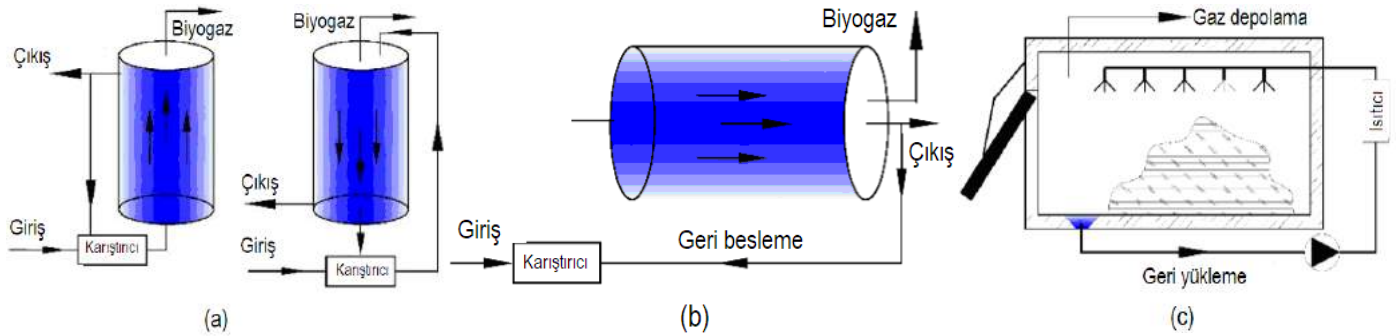 Biyogaz
Çıkış
Giriş
Karıştırıcı
Biyogaz
Çıkış
Giriş
Karıştırıcı
(a)
Biyogaz
Çıkış
Giriş
Karıştırıcı
Geri besleme
(b)
Gaz depolama
Isıtıcı
Geri yükleme
(c)